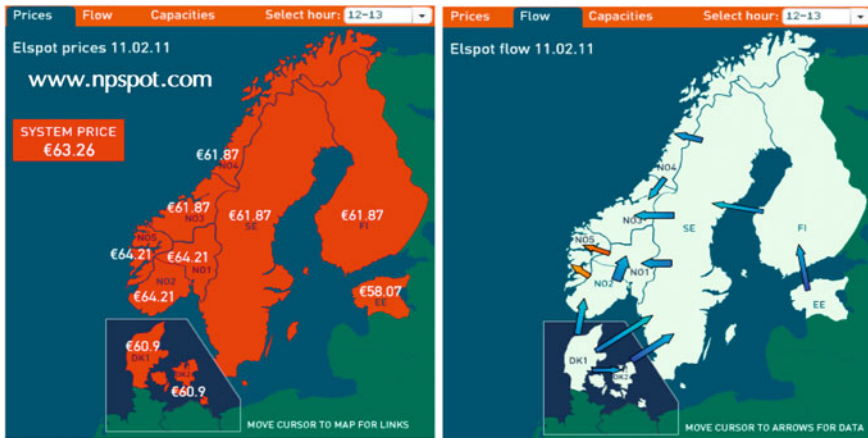 Prices Flow Capacities Select hour: 12-13
Elspot prices 11.02.11
www.npspot.com
SYSTEM PRICE
€63.26
€61.87
NO4
€61.87
NO3
€61.87
SE
€61.87
FI
NO5
€64.21
€64.21
NO1
NO2
€64.21
€58.07
EE
€60.9
DK1
DK2
€60.9
MOVE CURSOR TO MAP FOR LINKS
Prices Flow Capacities Select hour: 12-13
Elspot flow 11.02.11
NO4
NO3
SE
FI
NO5
NO2
NO1
EE
DK1
DK2
MOVE CURSOR TO ARROWS FOR DATA